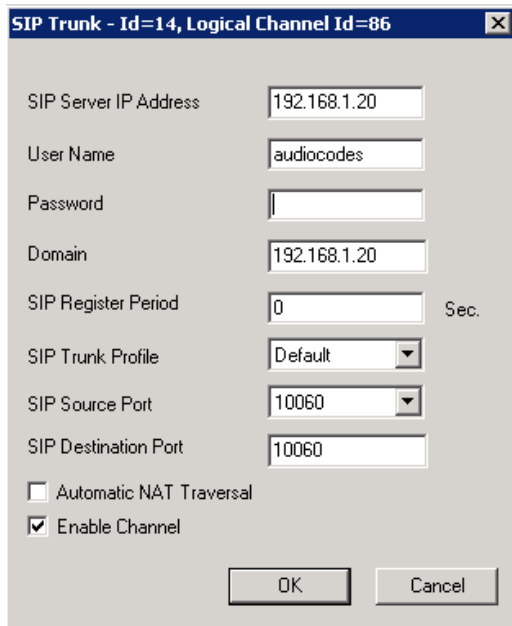 SIP Trunk - Id=14, Logical Channel Id=86
SIP Server IP Address 192.168.1.20
User Name audiocodes
Password
Domain 192.168.1.20
SIP Register Period 0 Sec.
SIP Trunk Profile Default
SIP Source Port 10060
SIP Destination Port 10060
Automatic NAT Traversal
Enable Channel
OK Cancel